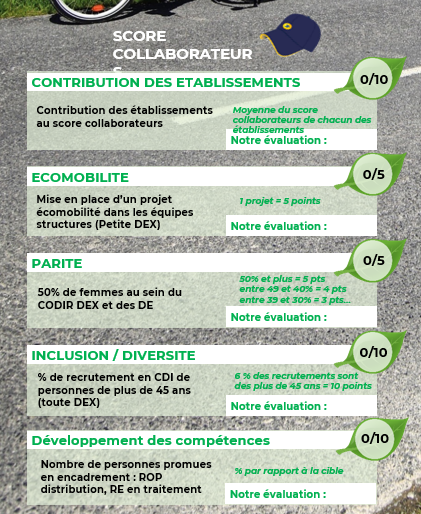 SCORE
COLLABORATEUR
CONTRIBUTION DES ETABLISSEMENTS
0/10
Contribution des établissements
au score collaborateurs
Moyenne du score
collaborateurs de chacun des
établissements
Notre évaluation :
ECOMOBILITE
0/5
Mise en place d'un projet
écomobilité dans les équipes
structures (Petite DEX)
1 projet = 5 points
Notre évaluation :
PARITE
0/5
50% de femmes au sein du
CODIR DEX et des DE
50% et plus = 5 pts
entre 49 et 40% = 4 pts
entre 39 et 30% = 3 pts...
Notre évaluation :
INCLUSION / DIVERSITE
0/10
% de recrutement en CDI de
personnes de plus de 45 ans
(toute DEX)
6 % des recrutements sont
des plus de 45 ans = 10 points
Notre évaluation :
Développement des compétences
0/10
Nombre de personnes promues
en encadrement : ROP
distribution, RE en traitement
% par rapport à la cible
Notre évaluation :